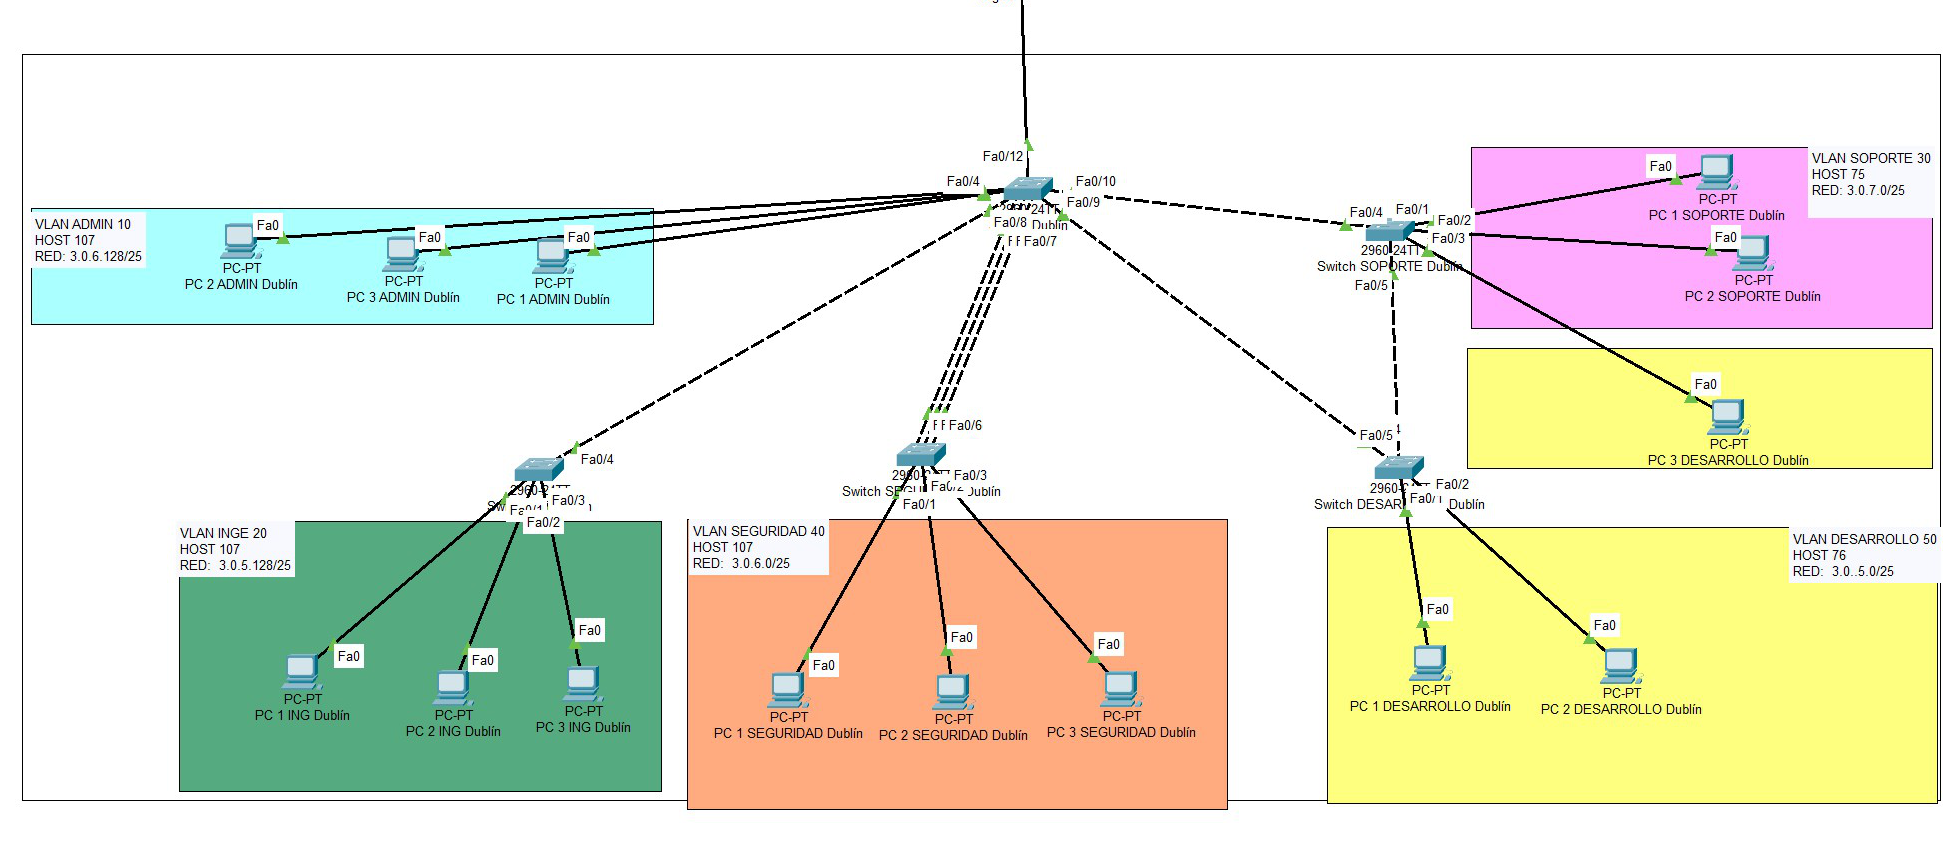 Fa0/12
Fa0/4
Fa0/10
Fa0/9
24TT
Dublín
Fa0/8
F
F
Fa0/7
VLAN ADMIN 10
HOST 107
RED: 3.0.6.128/25
Fa0
PC-PT
PC 2 ADMIN Dublín
Fa0
PC-PT
PC 3 ADMIN Dublín
Fa0
PC-PT
PC 1 ADMIN Dublín
Fa0/4
Fa0/1
Fa0/2
Fa0/3
2960-24TT
Switch SOPORTE Dublín
Fa0/5
VLAN SOPORTE 30
HOST 75
RED: 3.0.7.0/25
Fa0
PC-PT
PC 1 SOPORTE Dublín
Fa0
PC-PT
PC 2 SOPORTE Dublín
Fa0
PC-PT
PC 3 DESARROLLO Dublín
Fa0/4
2960-24TT
Fa0/1
Fa0/3
Fa0/2
F
F
Fa0/6
Fa0/3
Fa0/2
Dublín
Fa0/1
Fa0/5
Fa0/2
Fa0/1
Dublín
VLAN INGE 20
HOST 107
RED:  3.0.5.128/25
Fa0
PC-PT
PC 1 ING Dublín
Fa0
PC-PT
PC 2 ING Dublín
Fa0
PC-PT
PC 3 ING Dublín
VLAN SEGURIDAD 40
HOST 107
RED:  3.0.6.0/25
Fa0
PC-PT
PC 1 SEGURIDAD Dublín
Fa0
PC-PT
PC 2 SEGURIDAD Dublín
Fa0
PC-PT
PC 3 SEGURIDAD Dublín
VLAN DESARROLLO 50
HOST 76
RED:  3.0..5.0/25
Fa0
PC-PT
PC 1 DESARROLLO Dublín
Fa0
PC-PT
PC 2 DESARROLLO Dublín